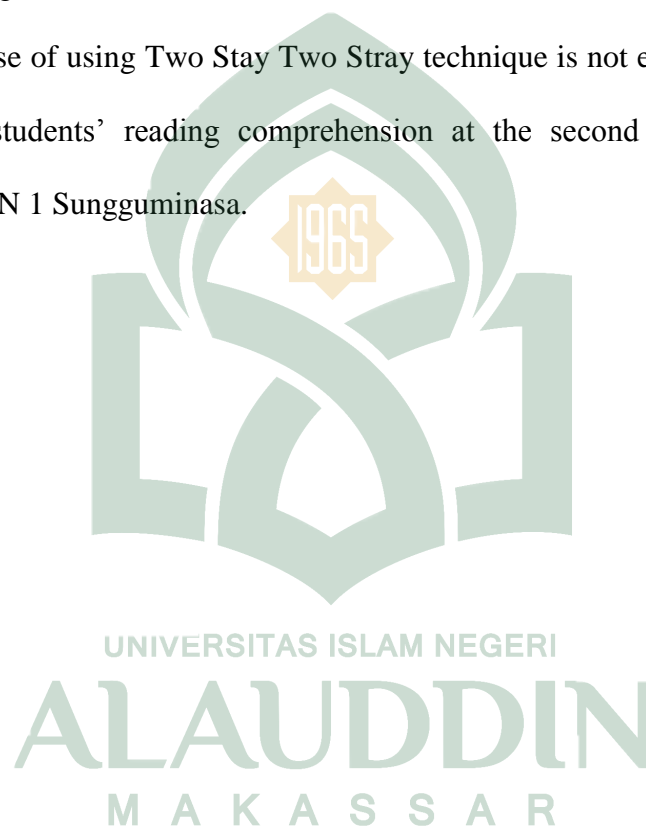 se of using Two Stay Two Stray technique is not e
students' reading comprehension at the second
N 1 Sungguminasa.
1965
UNIVERSITAS ISLAM NEGERI
ALAUDDIN
MAKASSAR